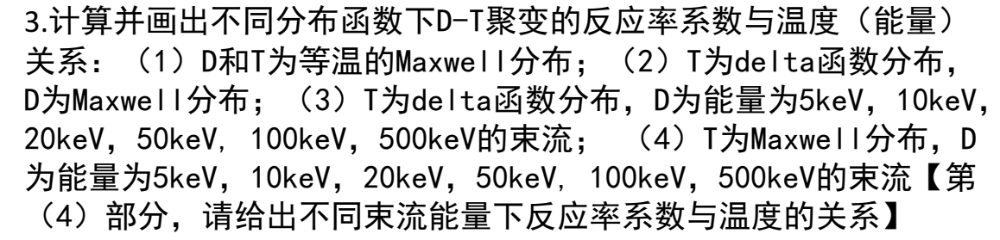 3.计算并画出不同分布函数下D-T聚变的反应率系数与温度（能量）
关系：（1）D和T为等温的Maxwell分布；（2）T为delta函数分布，
D为Maxwell分布；（3）T为delta函数分布，D为能量为5keV，10keV，
20keV，50keV, 100keV，500keV的束流； （4）T为Maxwell分布，D
为能量为5keV，10keV，20keV，50keV, 100keV，500keV的束流【第
（4）部分，请给出不同束流能量下反应率系数与温度的关系】